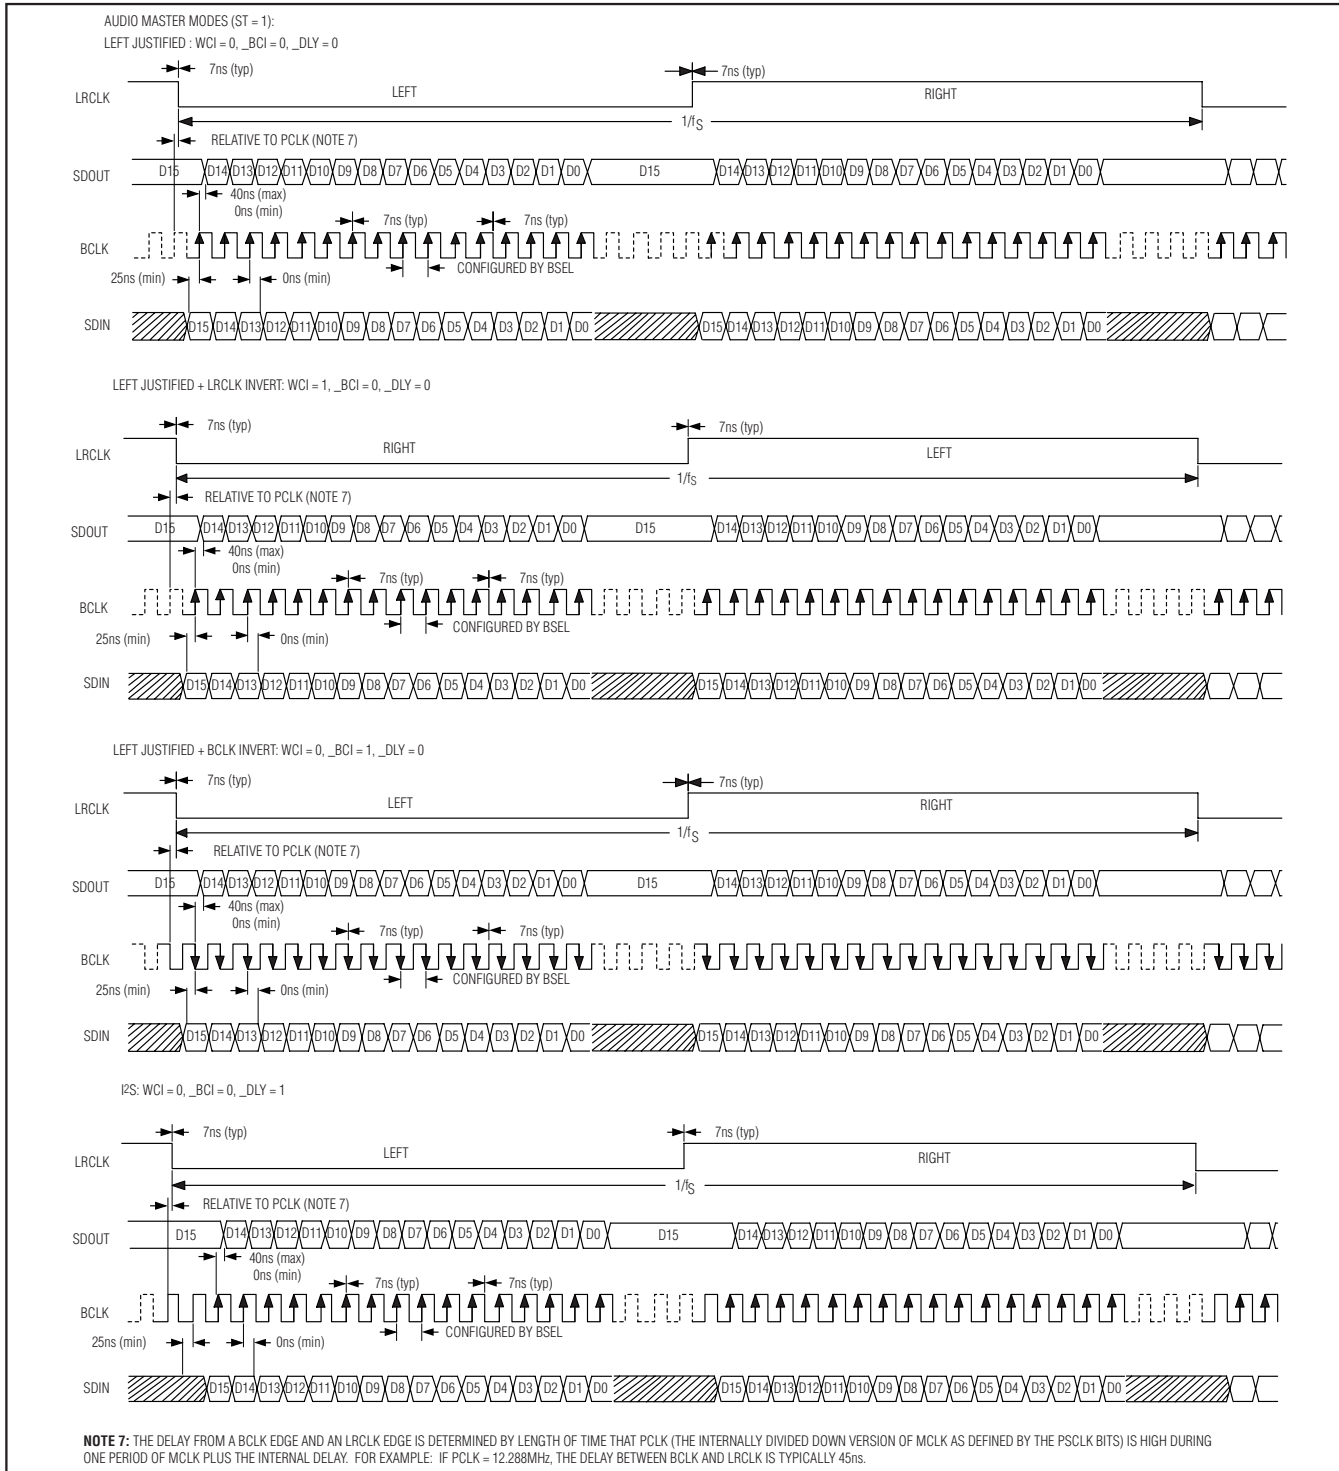 AUDIO MASTER MODES (ST = 1):
LEFT JUSTIFIED : WCI = 0, _BCI = 0, _DLY = 0
7ns (typ) 7ns (typ)
LRCLK LEFT RIGHT
1/fS
RELATIVE TO PCLK (NOTE 7)
SDOUT D15 D14 D13 D12 D11 D10 D9 D8 D7 D6 D5 D4 D3 D2 D1 D0 D15 D14 D13 D12 D11 D10 D9 D8 D7 D6 D5 D4 D3 D2 D1 D0
40ns (max)
0ns (min) 7ns (typ) 7ns (typ)
BCLK
25ns (min) 0ns (min) CONFIGURED BY BSEL
SDIN D15 D14 D13 D12 D11 D10 D9 D8 D7 D6 D5 D4 D3 D2 D1 D0 D15 D14 D13 D12 D11 D10 D9 D8 D7 D6 D5 D4 D3 D2 D1 D0
LEFT JUSTIFIED + LRCLK INVERT: WCI = 1, _BCI = 0, _DLY = 0
7ns (typ) 7ns (typ)
LRCLK RIGHT LEFT
1/fS
RELATIVE TO PCLK (NOTE 7)
SDOUT D15 D14 D13 D12 D11 D10 D9 D8 D7 D6 D5 D4 D3 D2 D1 D0 D15 D14 D13 D12 D11 D10 D9 D8 D7 D6 D5 D4 D3 D2 D1 D0
40ns (max)
0ns (min) 7ns (typ) 7ns (typ)
BCLK
25ns (min) 0ns (min) CONFIGURED BY BSEL
SDIN D15 D14 D13 D12 D11 D10 D9 D8 D7 D6 D5 D4 D3 D2 D1 D0 D15 D14 D13 D12 D11 D10 D9 D8 D7 D6 D5 D4 D3 D2 D1 D0
LEFT JUSTIFIED + BCLK INVERT: WCI = 0, _BCI = 1, _DLY = 0
7ns (typ) 7ns (typ)
LRCLK LEFT RIGHT
1/fS
RELATIVE TO PCLK (NOTE 7)
SDOUT D15 D14 D13 D12 D11 D10 D9 D8 D7 D6 D5 D4 D3 D2 D1 D0 D15 D14 D13 D12 D11 D10 D9 D8 D7 D6 D5 D4 D3 D2 D1 D0
40ns (max)
0ns (min) 7ns (typ) 7ns (typ)
BCLK
25ns (min) 0ns (min) CONFIGURED BY BSEL
SDIN D15 D14 D13 D12 D11 D10 D9 D8 D7 D6 D5 D4 D3 D2 D1 D0 D15 D14 D13 D12 D11 D10 D9 D8 D7 D6 D5 D4 D3 D2 D1 D0
I2S: WCI = 0, _BCI = 0, _DLY = 1
7ns (typ) 7ns (typ)
LRCLK LEFT RIGHT
1/fS
RELATIVE TO PCLK (NOTE 7)
SDOUT D15 D14 D13 D12 D11 D10 D9 D8 D7 D6 D5 D4 D3 D2 D1 D0 D15 D14 D13 D12 D11 D10 D9 D8 D7 D6 D5 D4 D3 D2 D1 D0
40ns (max)
0ns (min) 7ns (typ) 7ns (typ)
BCLK
25ns (min) 0ns (min) CONFIGURED BY BSEL
SDIN D15 D14 D13 D12 D11 D10 D9 D8 D7 D6 D5 D4 D3 D2 D1 D0 D15 D14 D13 D12 D11 D10 D9 D8 D7 D6 D5 D4 D3 D2 D1 D0
NOTE 7: THE DELAY FROM A BCLK EDGE AND AN LRCLK EDGE IS DETERMINED BY LENGTH OF TIME THAT PCLK (THE INTERNALLY DIVIDED DOWN VERSION OF MCLK AS DEFINED BY THE PSCLK BITS) IS HIGH DURING
ONE PERIOD OF MCLK PLUS THE INTERNAL DELAY. FOR EXAMPLE: IF PCLK = 12.288MHz, THE DELAY BETWEEN BCLK AND LRCLK IS TYPICALLY 45ns.